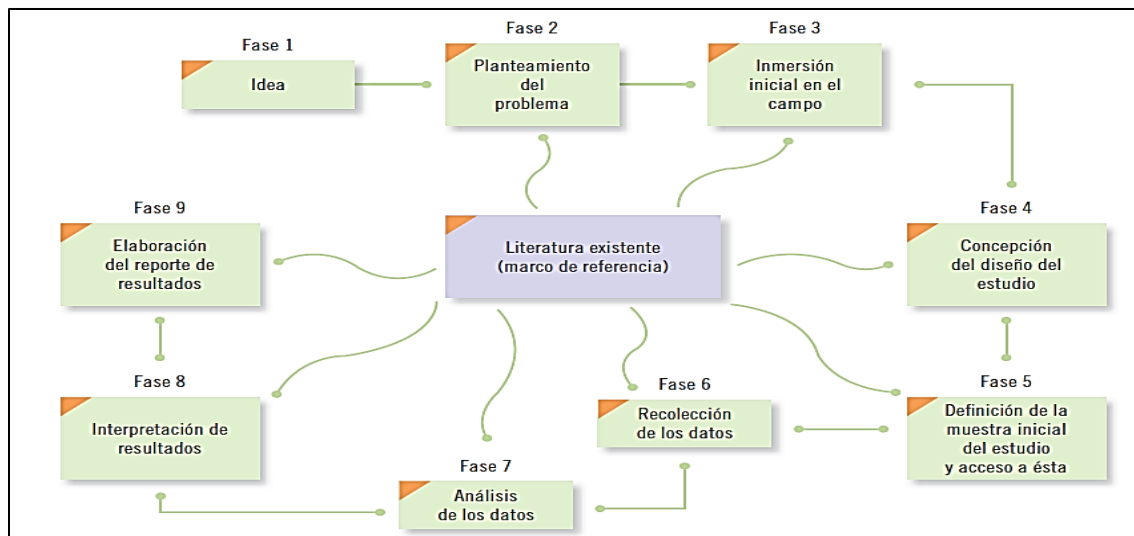 Fase 1
Idea
Fase 2
Planteamiento
del
problema
Fase 3
Inmersión
inicial en el
campo
Fase 4
Concepción
del diseño del
estudio
Literatura existente
(marco de referencia)
Fase 9
Elaboración
del reporte de
resultados
Fase 8
Interpretación de
resultados
Fase 7
Análisis
de los datos
Fase 6
Recolección
de los datos
Fase 5
Definición de la
muestra inicial
del estudio
y acceso a ésta